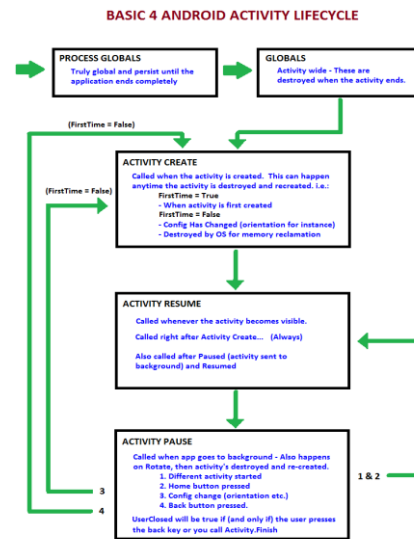 BASIC 4 ANDROID ACTIVITY LIFECYCLE
PROCESS GLOBALS
Truly global and persist until the
application ends completely
GLOBALS
Activity wide - These are
destroyed when the activity ends.
(FirstTime = False)
(FirstTime = False)
ACTIVITY CREATE
Called when the activity is created. This can happen
anytime the activity is destroyed and recreated. i.e.:
FirstTime = True
- When activity is first created
FirstTime = False
- Config Has Changed (orientation for instance)
- Destroyed by OS for memory reclamation
ACTIVITY RESUME
Called whenever the activity becomes visible.
Called right after Activity Create... (Always)
Also called after Paused (activity sent to
background) and Resumed
ACTIVITY PAUSE
Called when app goes to background - Also happens
on Rotate, then activity's destroyed and re-created.
1. Different activity started
2. Home button pressed
3. Config change (orientation etc.)
4. Back button pressed.
UserClosed will be true if (and only if) the user presses
the back key or you call Activity.Finish
1 & 2
3
4